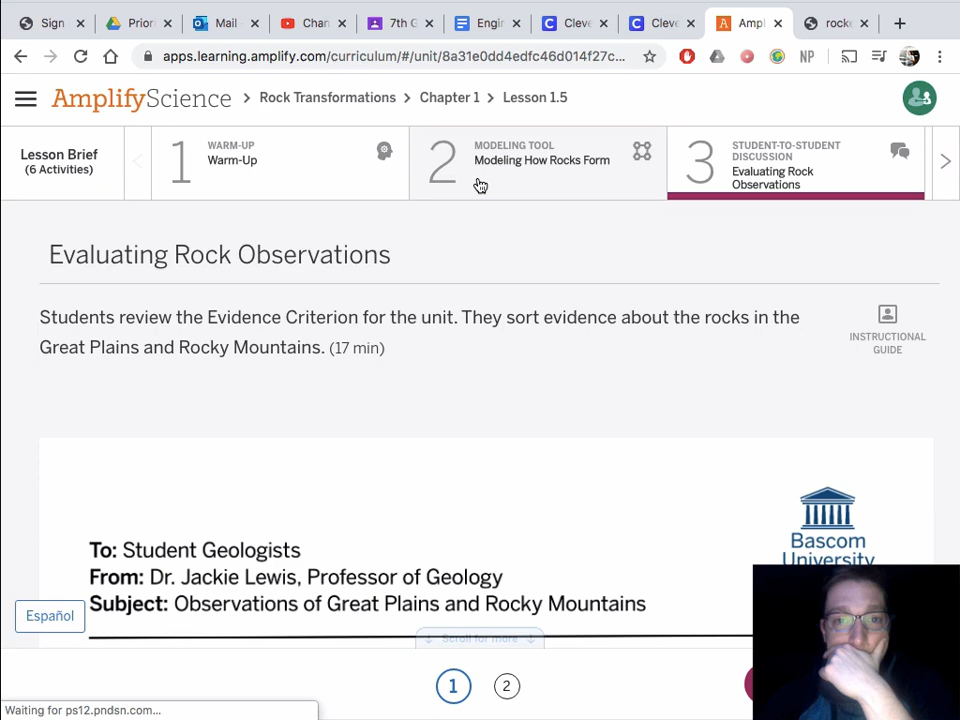 Sign
Prior
Mail -
Chan
7th G
Engin
Cleve
Cleve
Ampl
rock
apps.learning.amplify.com/curriculum/#/unit/8a31e0dd4edfc46d014f27c...
NP
AmplifyScience > Rock Transformations > Chapter 1 > Lesson 1.5
Lesson Brief
(6 Activities)
1
WARM-UP
Warm-Up
2
MODELING TOOL
Modeling How Rocks Form
3
STUDENT-TO-STUDENT
DISCUSSION
Evaluating Rock
Observations
Evaluating Rock Observations
Students review the Evidence Criterion for the unit. They sort evidence about the rocks in the
Great Plains and Rocky Mountains. (17 min)
INSTRUCTIONAL
GUIDE
To: Student Geologists
From: Dr. Jackie Lewis, Professor of Geology
Subject: Observations of Great Plains and Rocky Mountains
Bascom
University
Español
Scroll for more
1
2
Waiting for ps12.pndsn.com...